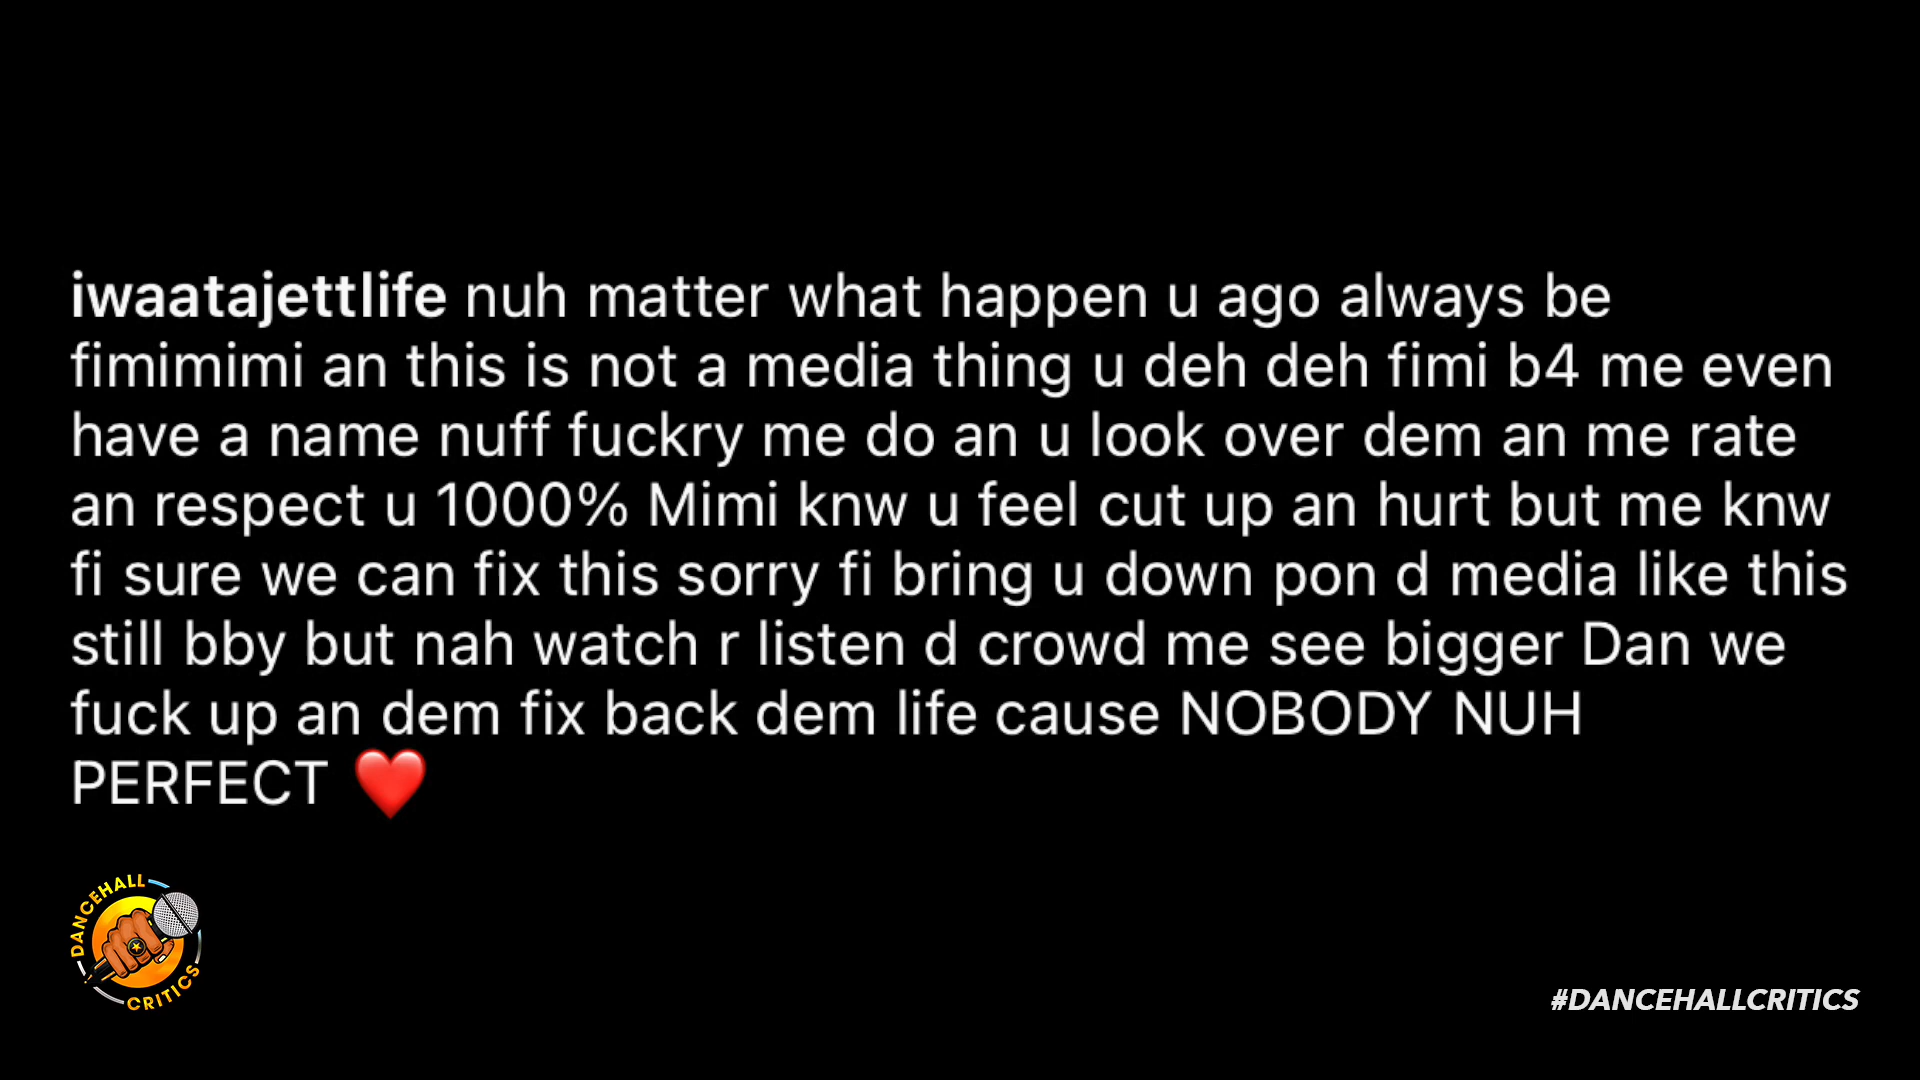 iwaatajettlife nuh matter what happen u ago always be
fimimimi an this is not a media thing u deh deh fimi b4 me even
have a name nuff fuckry me do an u look over dem an me rate
an respect u 1000% Mimi knw u feel cut up an hurt but me knw
fi sure we can fix this sorry fi bring u down pon d media like this
still bby but nah watch r listen d crowd me see bigger Dan we
fuck up an dem fix back dem life cause NOBODY NUH
PERFECT ❤️
DANCEHALL
CRITICS
#DANCEHALLCRITICS